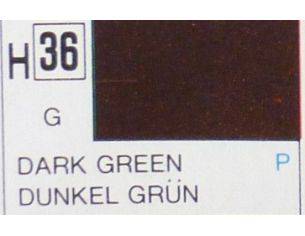 H 36
G
DARK GREEN P
DUNKEL GRÜN